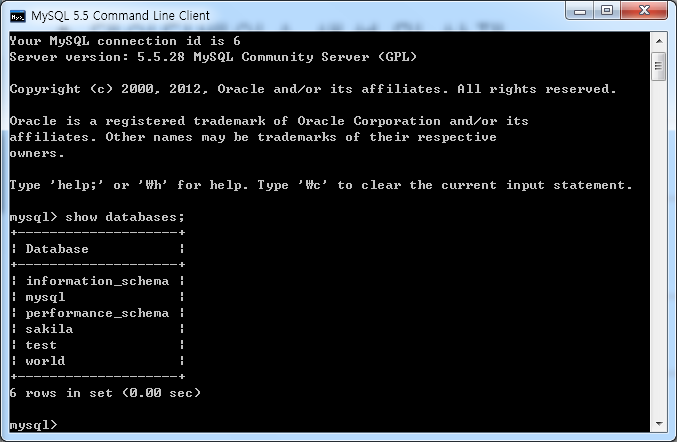 MySQL 5.5 Command Line Client
Your MySQL connection id is 6
Server version: 5.5.28 MySQL Community Server (GPL)
Copyright (c) 2000, 2012, Oracle and/or its affiliates. All rights reserved.
Oracle is a registered trademark of Oracle Corporation and/or its
affiliates. Other names may be trademarks of their respective
owners.
Type 'help;' or '₩h' for help. Type '₩c' to clear the current input statement.
mysql> show databases;
+--------------------+
| Database           |
+--------------------+
| information_schema |
| mysql              |
| performance_schema |
| sakila             |
| test               |
| world              |
+--------------------+
6 rows in set (0.00 sec)
mysql>